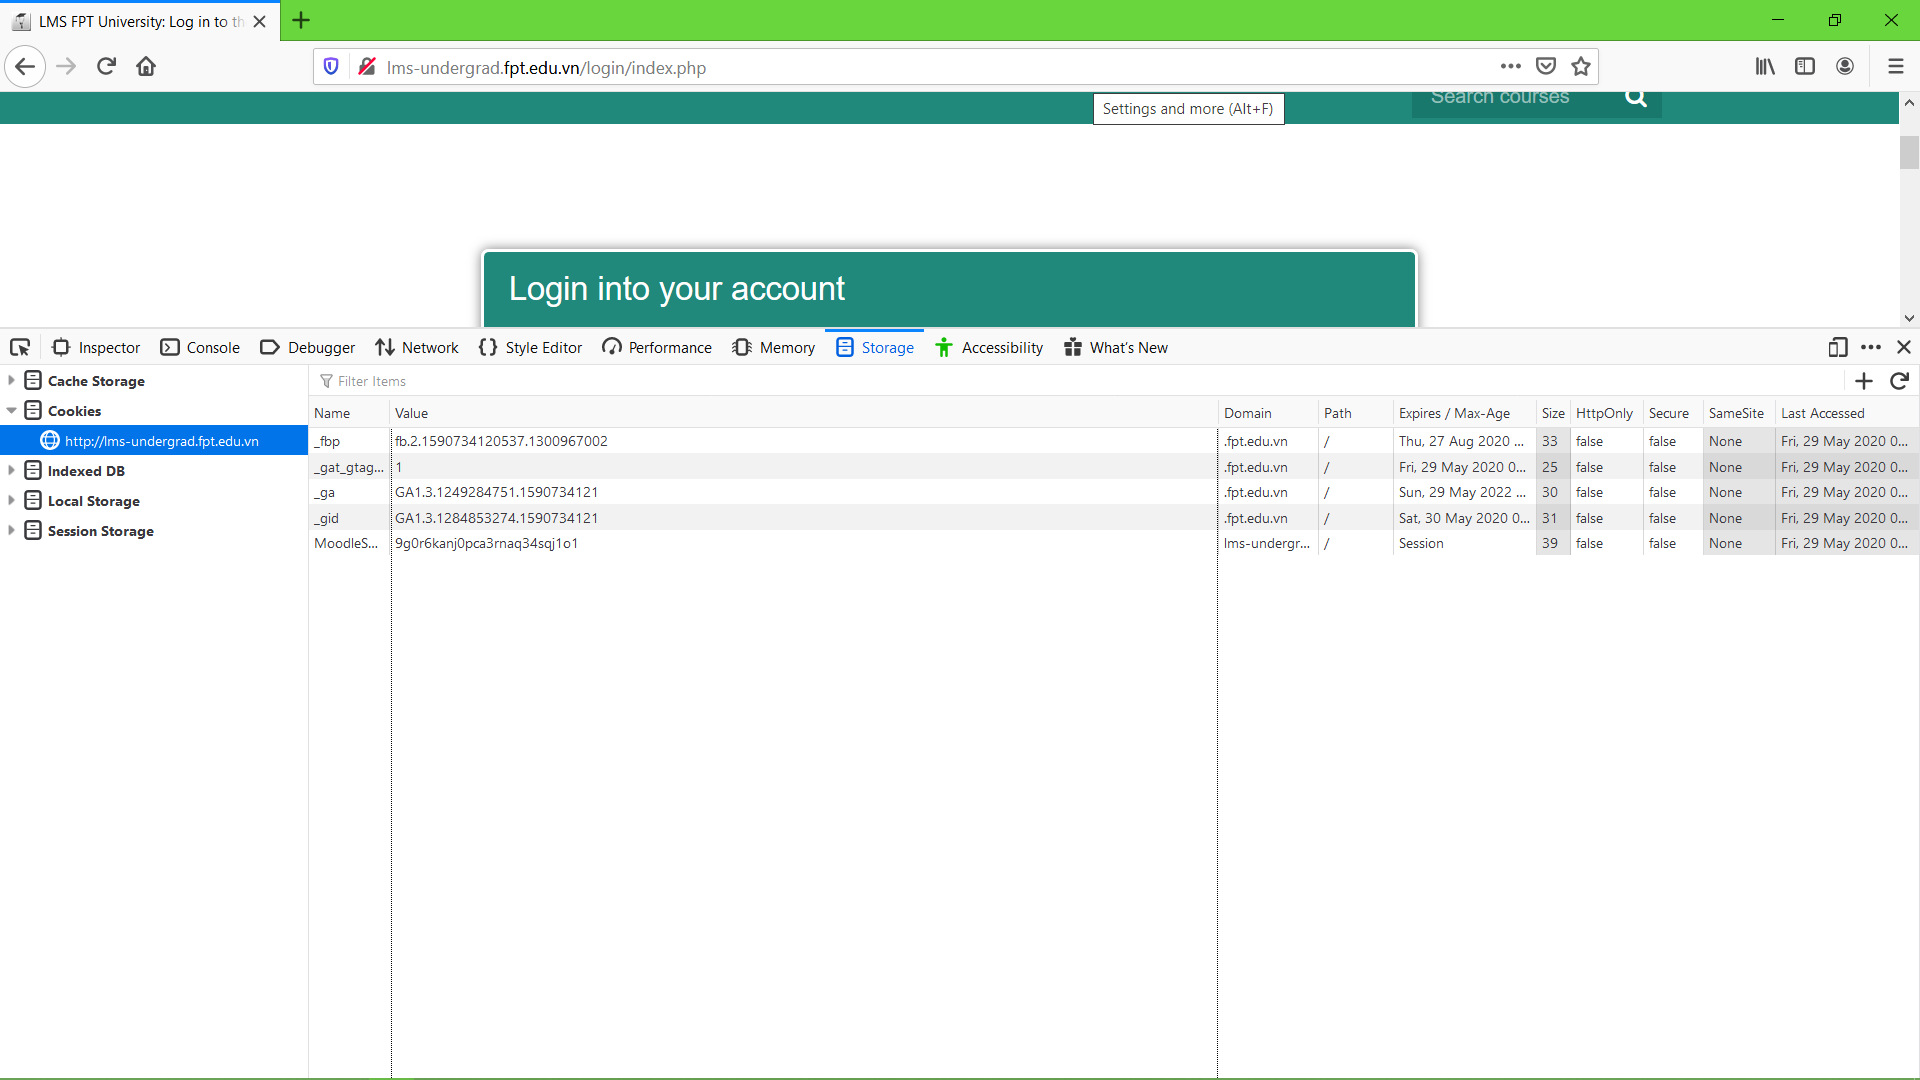 LMS FPT University: Log in to th
lms-undergrad.fpt.edu.vn/login/index.php
Search courses
Settings and more (Alt+F)
Login into your account
Inspector Console Debugger Network Style Editor Performance Memory Storage Accessibility What's New
Cache Storage
Cookies
http://lms-undergrad.fpt.edu.vn
Indexed DB
Local Storage
Session Storage
Filter Items
Name Value Domain Path Expires / Max-Age Size HttpOnly Secure SameSite Last Accessed
_fbp fb.2.1590734120537.1300967002 .fpt.edu.vn / Thu, 27 Aug 2020 ... 33 false false None Fri, 29 May 2020 0...
_gat_gtag... 1 .fpt.edu.vn / Fri, 29 May 2020 0... 25 false false None Fri, 29 May 2020 0...
_ga GA1.3.1249284751.1590734121 .fpt.edu.vn / Sun, 29 May 2022 ... 30 false false None Fri, 29 May 2020 0...
_gid GA1.3.1284853274.1590734121 .fpt.edu.vn / Sat, 30 May 2020 0... 31 false false None Fri, 29 May 2020 0...
MoodleS... 9g0r6kanj0pca3rnaq34sqj1o1 lms-undergr... / Session 39 false false None Fri, 29 May 2020 0...